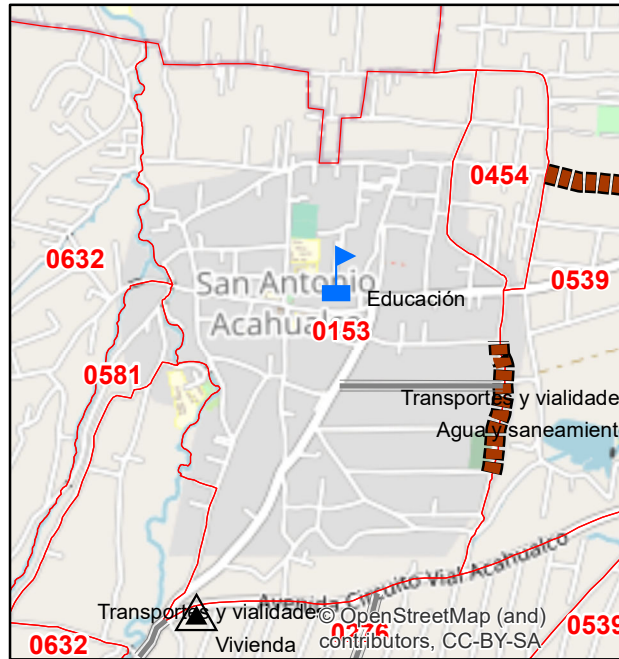 0454
0632
0539
San Antonio
Educación
Acahualco
0153
0581
Transportes y vialidade
Agua y saneamient
Avenida Circuito Vial Acahualco
Transportes y vialidade
© OpenStreetMap (and)
0276
0539
0632
Vivienda
contributors, CC-BY-SA